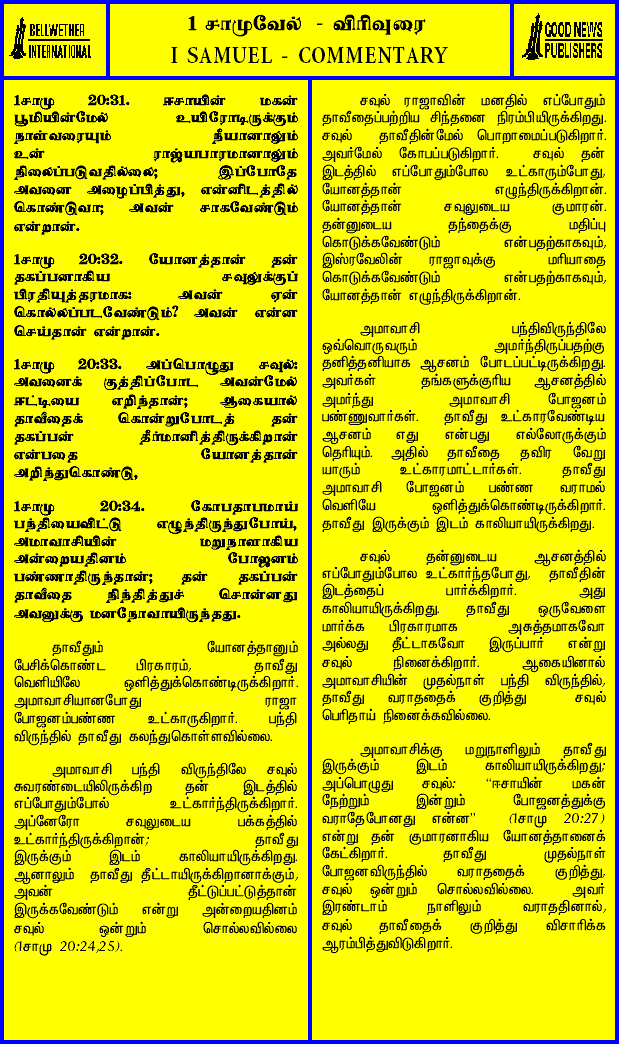 BELLWETHER
INTERNATIONAL
1 சாமுவேல் - விரிவுரை
I SAMUEL - COMMENTARY
GOOD NEWS
PUBLISHERS
1சாமு 20:31. ஈசாயின் மகன்
பூமியின்மேல் உயிரோடிருக்கும்
நாள்வரையும் நீயானாலும்
உன் ராஜ்யபாரமானாலும்
நிலைப்படுவதில்லை; இப்போதே
அவனை அழைப்பித்து, என்னிடத்தில்
கொண்டுவா; அவன் சாகவேண்டும்
என்றான்.
1சாமு 20:32. யோனத்தான் தன்
தகப்பனாகிய சவுலுக்குப்
பிரதியுத்தரமாக: அவன் ஏன்
கொல்லப்படவேண்டும்? அவன் என்ன
செய்தான் என்றான்.
1சாமு 20:33. அப்பொழுது சவுல்:
அவனைக் குத்திப்போட அவன்மேல்
ஈட்டியை எறிந்தான்; ஆகையால்
தாவீதைக் கொன்றுபோடத் தன்
தகப்பன் தீர்மானித்திருக்கிறான்
என்பதை யோனத்தான்
அறிந்துகொண்டு,
1சாமு 20:34. கோபதாபமாய்
பந்தியைவிட்டு எழுந்திருந்துபோய்,
அமாவாசியின் மறுநாளாகிய
அன்றையதினம் போஜனம்
பண்ணாதிருந்தான்; தன் தகப்பன்
தாவீதை நிந்தித்துச் சொன்னது
அவனுக்கு மனநோவாயிருந்தது.
தாவீதும் யோனத்தானும்
பேசிக்கொண்ட பிரகாரம், தாவீது
வெளியிலே ஒளித்துக்கொண்டிருக்கிறார்.
அமாவாசியானபோது ராஜா
போஜனம்பண்ண உட்காருகிறார். பந்தி
விருந்தில் தாவீது கலந்துகொள்ளவில்லை.
அமாவாசி பந்தி விருந்திலே சவுல்
சுவரண்டையிலிருக்கிற தன் இடத்தில்
எப்போதும்போல் உட்கார்ந்திருக்கிறார்.
அப்னேரோ சவுலுடைய பக்கத்தில்
உட்கார்ந்திருக்கிறான்; தாவீது
இருக்கும் இடம் காலியாயிருக்கிறது.
ஆனாலும் தாவீது தீட்டாயிருக்கிறானாக்கும்,
அவன் தீட்டுப்பட்டுத்தான்
இருக்கவேண்டும் என்று அன்றையதினம்
சவுல் ஒன்றும் சொல்லவில்லை
(1சாமு 20:24,25).
சவுல் ராஜாவின் மனதில் எப்போதும்
தாவீதைப்பற்றிய சிந்தனை நிரம்பியிருக்கிறது.
சவுல் தாவீதின்மேல் பொறாமைப்படுகிறார்.
அவர்மேல் கோபப்படுகிறார். சவுல் தன்
இடத்தில் எப்போதும்போல உட்காரும்போது,
யோனத்தான் எழுந்திருக்கிறான்.
யோனத்தான் சவுலுடைய குமாரன்.
தன்னுடைய தந்தைக்கு மதிப்பு
கொடுக்கவேண்டும் என்பதற்காகவும்,
இஸ்ரவேலின் ராஜாவுக்கு மரியாதை
கொடுக்கவேண்டும் என்பதற்காகவும்,
யோனத்தான் எழுந்திருக்கிறான்.
அமாவாசி பந்திவிருந்திலே
ஒவ்வொருவரும் அமர்ந்திருப்பதற்கு
தனித்தனியாக ஆசனம் போடப்பட்டிருக்கிறது.
அவர்கள் தங்களுக்குரிய ஆசனத்தில்
அமர்ந்து அமாவாசி போஜனம்
பண்ணுவார்கள். தாவீது உட்காரவேண்டிய
ஆசனம் எது என்பது எல்லோருக்கும்
தெரியும். அதில் தாவீதை தவிர வேறு
யாரும் உட்காரமாட்டார்கள். தாவீது
அமாவாசி போஜனம் பண்ண வராமல்
வெளியே ஒளித்துக்கொண்டிருக்கிறார்.
தாவீது இருக்கும் இடம் காலியாயிருக்கிறது.
சவுல் தன்னுடைய ஆசனத்தில்
எப்போதும்போல உட்கார்ந்தபோது, தாவீதின்
இடத்தைப் பார்க்கிறார். அது
காலியாயிருக்கிறது. தாவீது ஒருவேளை
மார்க்க பிரகாரமாக அசுத்தமாகவோ
அல்லது தீட்டாகவோ இருப்பார் என்று
சவுல் நினைக்கிறார். ஆகையினால்
அமாவாசியின் முதல்நாள் பந்தி விருந்தில்,
தாவீது வராததைக் குறித்து சவுல்
பெரிதாய் நினைக்கவில்லை.
அமாவாசிக்கு மறுநாளிலும் தாவீது
இருக்கும் இடம் காலியாயிருக்கிறது;
அப்பொழுது சவுல்: "ஈசாயின் மகன்
நேற்றும் இன்றும் போஜனத்துக்கு
வராதேபோனது என்ன" (1சாமு 20:27)
என்று தன் குமாரனாகிய யோனத்தானைக்
கேட்கிறார். தாவீது முதல்நாள்
போஜனவிருந்தில் வராததைக் குறித்து,
சவுல் ஒன்றும் சொல்லவில்லை. அவர்
இரண்டாம் நாளிலும் வராததினால்,
சவுல் தாவீதைக் குறித்து விசாரிக்க
ஆரம்பித்துவிடுகிறார்.